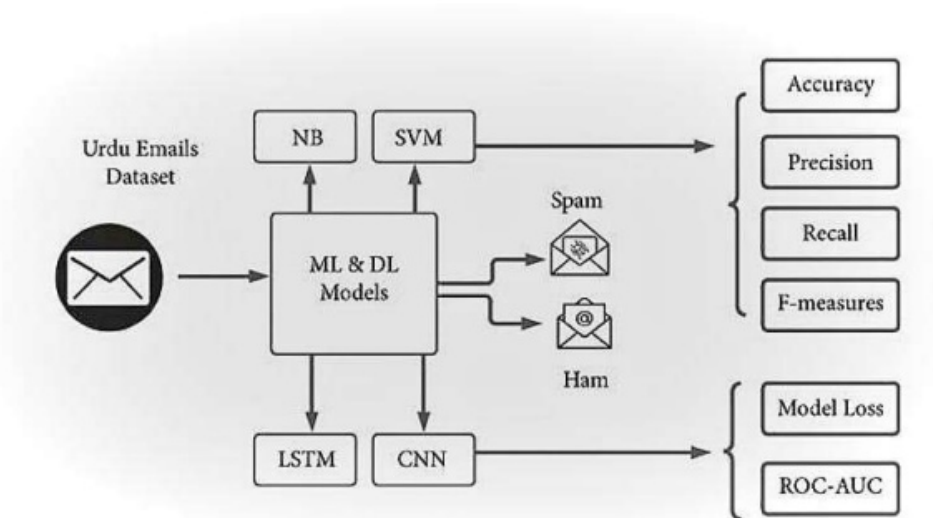 Urdu Emails
Dataset
NB
SVM
ML & DL
Models
LSTM
CNN
Spam
@
Ham
Accuracy
Precision
Recall
F-measures
Model Loss
ROC-AUC